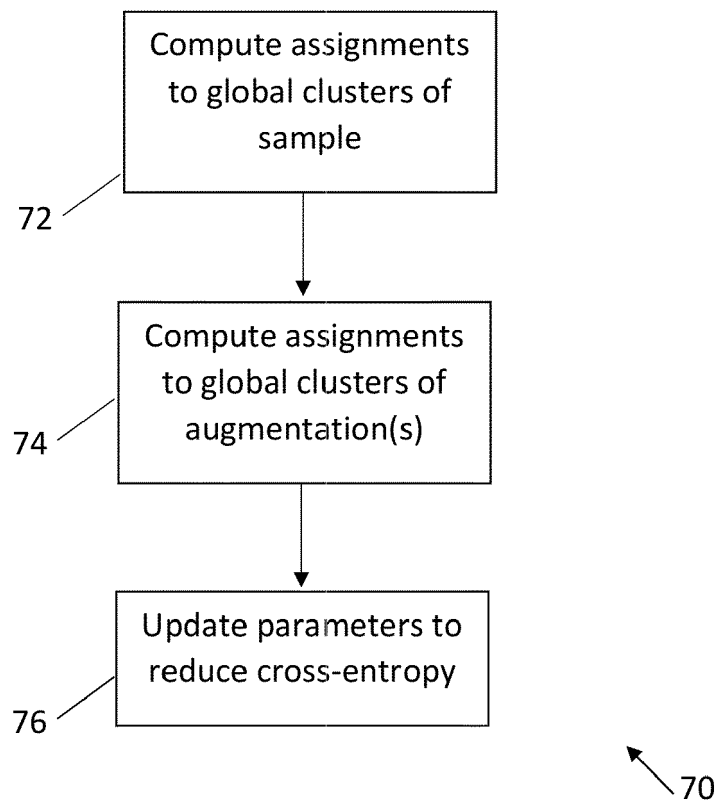 Compute assignments
to global clusters of
sample
72
Compute assignments
to global clusters of
augmentation(s)
74
Update parameters to
reduce cross-entropy
76
70